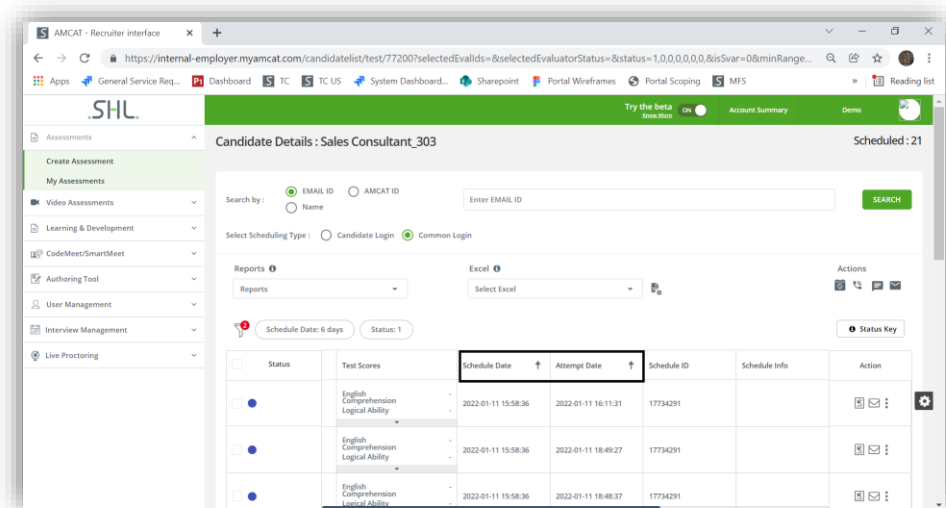 AMCAT - Recruiter interface
https://internal-employer.myamcat.com/candidatelist/test/77200?selectedEvalIds=&selectedEvaluatorStatus=&status=1,0,0,0,0,0,0,&isSvar=0&minRange...
Apps General Service Req... Dashboard TC TC US System Dashboard... Sharepoint Portal Wireframes Portal Scoping MFS » Reading list
.SHL.
Try the beta ON Account Summary Demo
Know More
Assessments
Create Assessment
My Assessments
Video Assessments
Learning & Development
CodeMeet/SmartMeet
Authoring Tool
User Management
Interview Management
Live Proctoring
Candidate Details : Sales Consultant_303 Scheduled : 21
Search by : EMAIL ID AMCAT ID Name Enter EMAIL ID SEARCH
Select Scheduling Type : Candidate Login Common Login
Reports Excel Actions
Reports Select Excel
2 Schedule Date: 6 days Status: 1 Status Key
Status Test Scores Schedule Date Attempt Date Schedule ID Schedule Info Action
English -
Comprehension
Logical Ability -
2022-01-11 15:58:36 2022-01-11 16:11:31 17734291
English -
Comprehension
Logical Ability -
2022-01-11 15:58:36 2022-01-11 18:49:27 17734291
English -
Comprehension
Logical Ability -
2022-01-11 15:58:36 2022-01-11 18:48:37 17734291